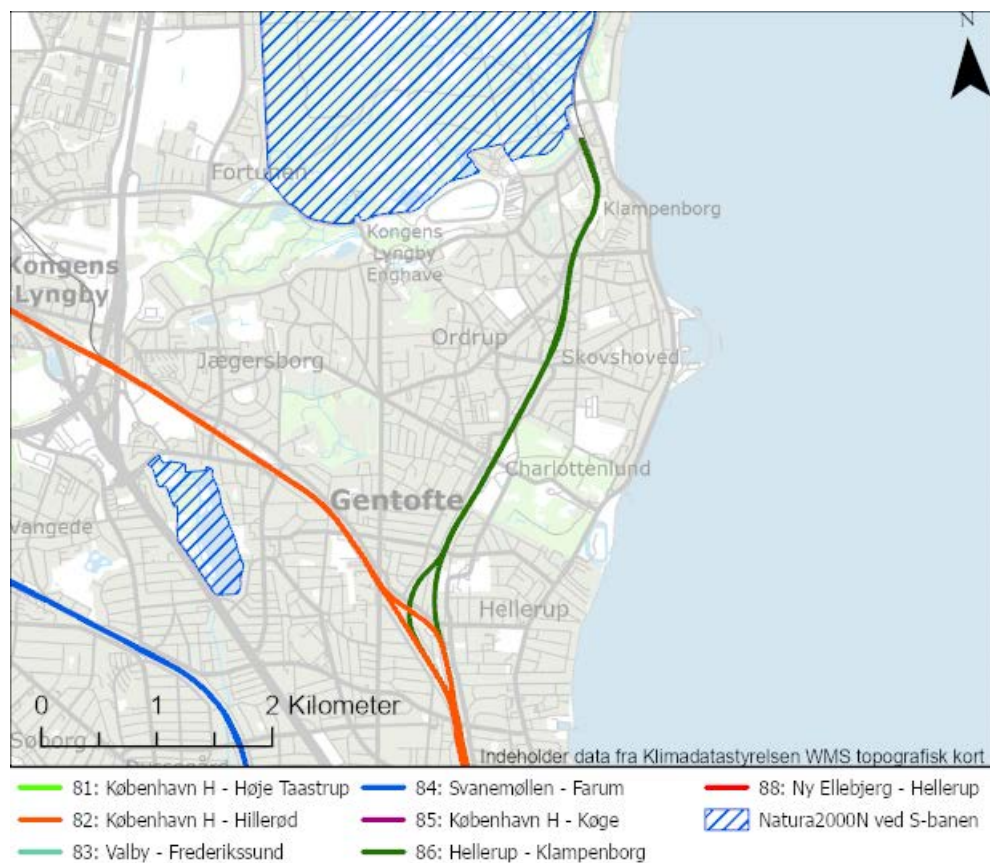 N
Fortunen
Klampenborg
Kongens
Lyngby
Enghave
Kongens
Lyngby
Ordrup
Jægersborg
Skovshoved
Charlottenlund
Gentofte
Vangede
Hellerup
0 1 2 Kilometer
Søborg
Indeholder data fra Klimadatastyrelsen WMS topografisk kort
81: København H - Høje Taastrup
84: Svanemøllen - Farum
88: Ny Ellebjerg - Hellerup
82: København H - Hillerød
85: København H - Køge
Natura2000N ved S-banen
83: Valby - Frederikssund
86: Hellerup - Klampenborg